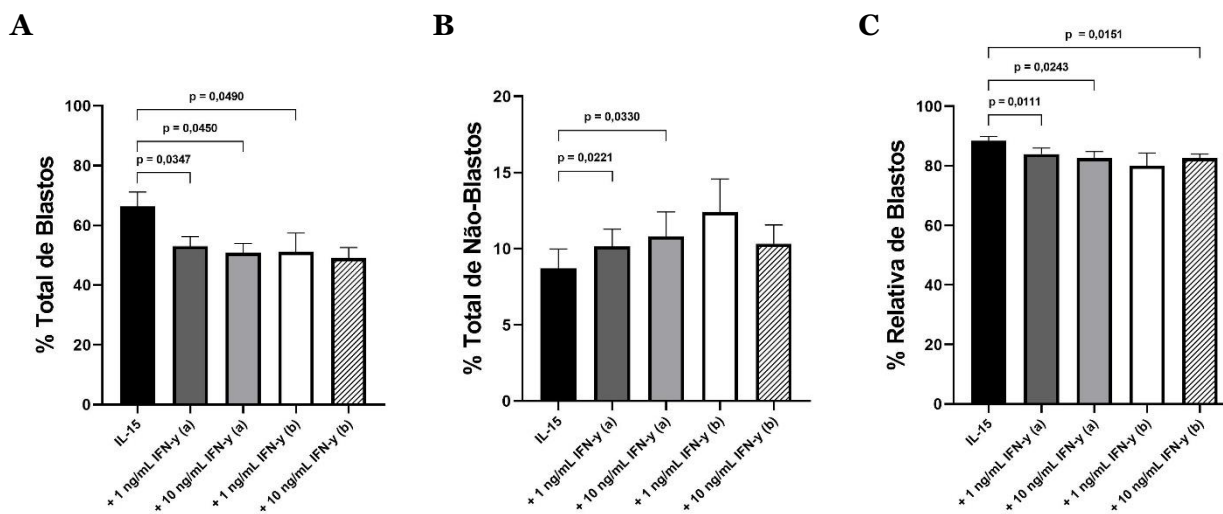 A
B
C
p = 0,0490
p = 0,0450
p = 0,0347
% Total de Blastos
100
80
60
40
20
0
IL-15
+ 1 ng/mL IFN-y (a)
+ 10 ng/mL IFN-y (a)
+ 1 ng/mL IFN-y (b)
+ 10 ng/mL IFN-y (b)
p = 0,0330
p = 0,0221
% Total de Não-Blastos
20
15
10
5
0
IL-15
+ 1 ng/mL IFN-y (a)
+ 10 ng/mL IFN-y (a)
+ 1 ng/mL IFN-y (b)
+ 10 ng/mL IFN-y (b)
p = 0,0151
p = 0,0243
p = 0,0111
% Relativa de Blastos
100
80
60
40
20
0
IL-15
+ 1 ng/mL IFN-y (a)
+ 10 ng/mL IFN-y (a)
+ 1 ng/mL IFN-y (b)
+ 10 ng/mL IFN-y (b)